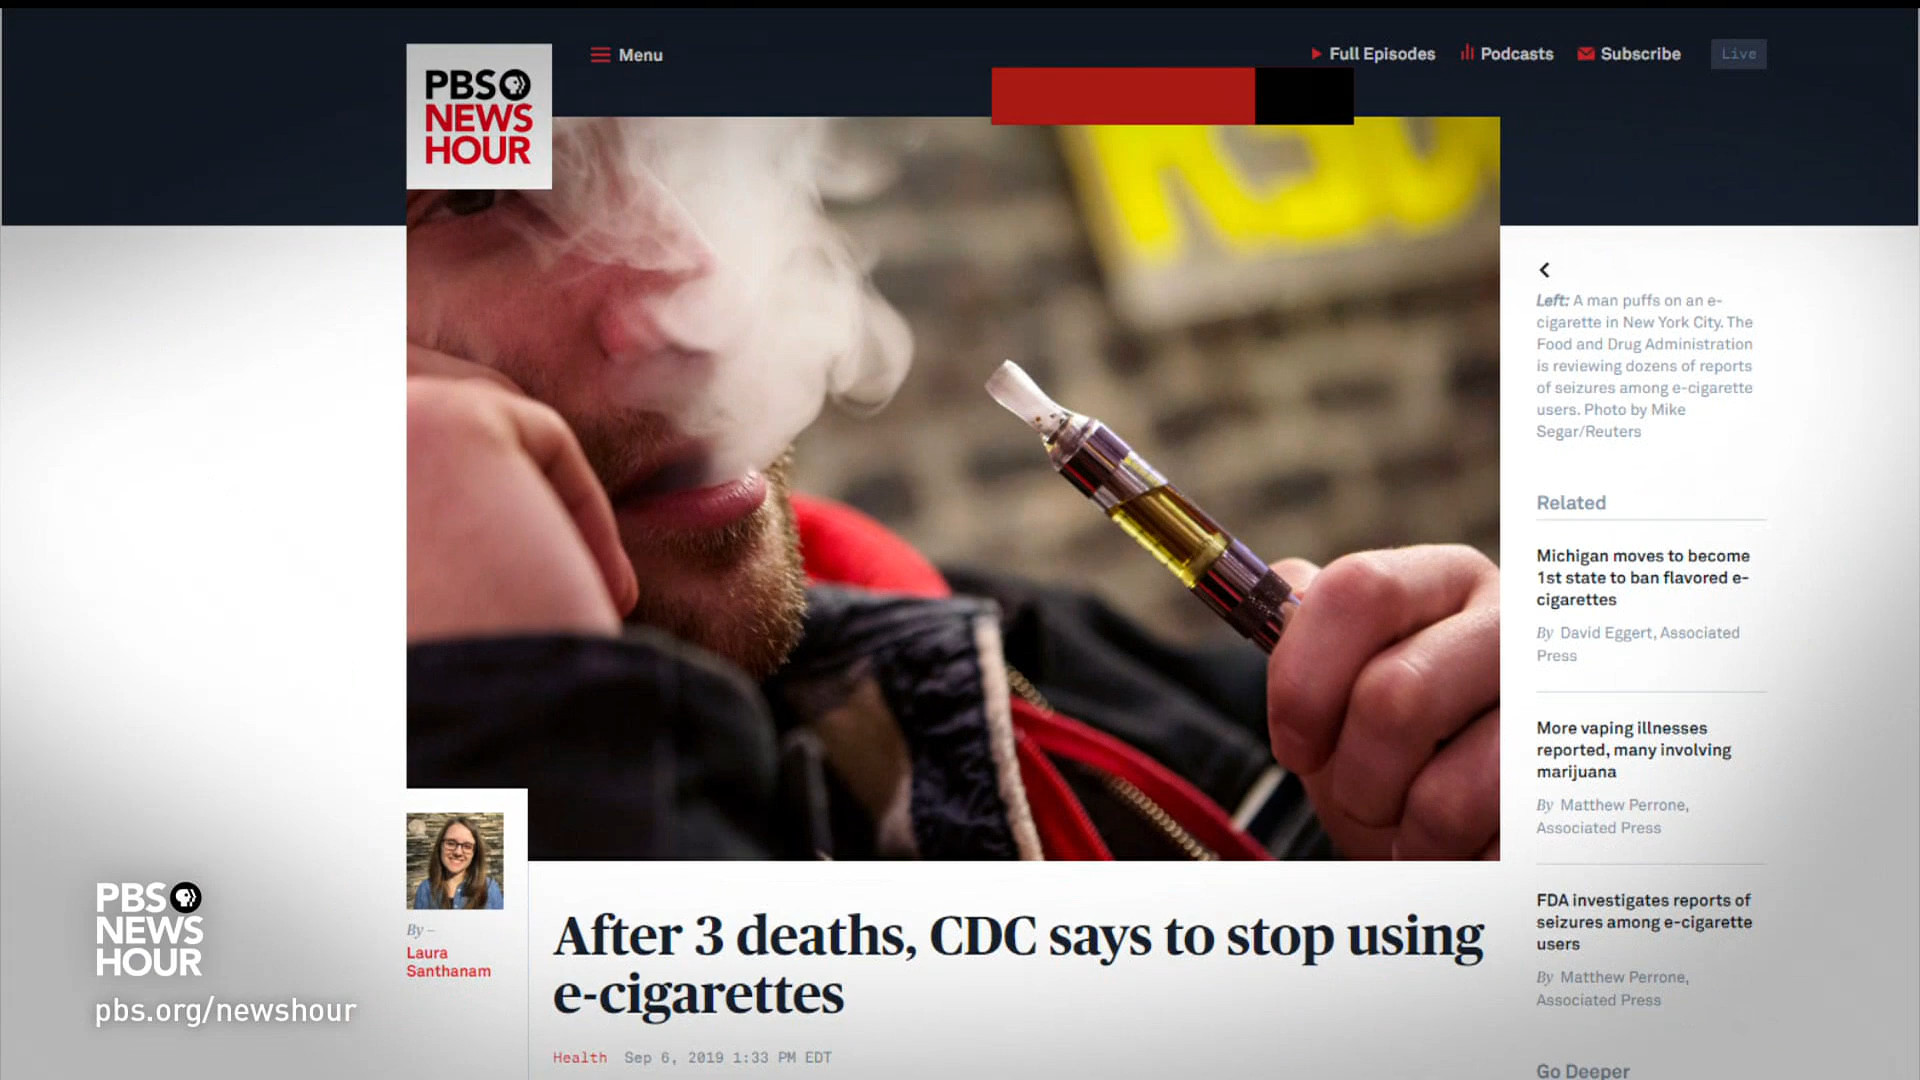 PBS
NEWS
HOUR
Menu
Full Episodes
Podcasts
Subscribe
Live
Left: A man puffs on an e-
cigarette in New York City. The
Food and Drug Administration
is reviewing dozens of reports
of seizures among e-cigarette
users. Photo by Mike
Segar/Reuters
Related
Michigan moves to become
1st state to ban flavored e-
cigarettes
By David Eggert, Associated
Press
More vaping illnesses
reported, many involving
marijuana
By Matthew Perrone,
Associated Press
FDA investigates reports of
seizures among e-cigarette
users
By Matthew Perrone,
Associated Press
Go Deeper
By –
Laura
Santhanam
After 3 deaths, CDC says to stop using
e-cigarettes
Health Sep 6, 2019 1:33 PM EDT
PBS
NEWS
HOUR
pbs.org/newshour